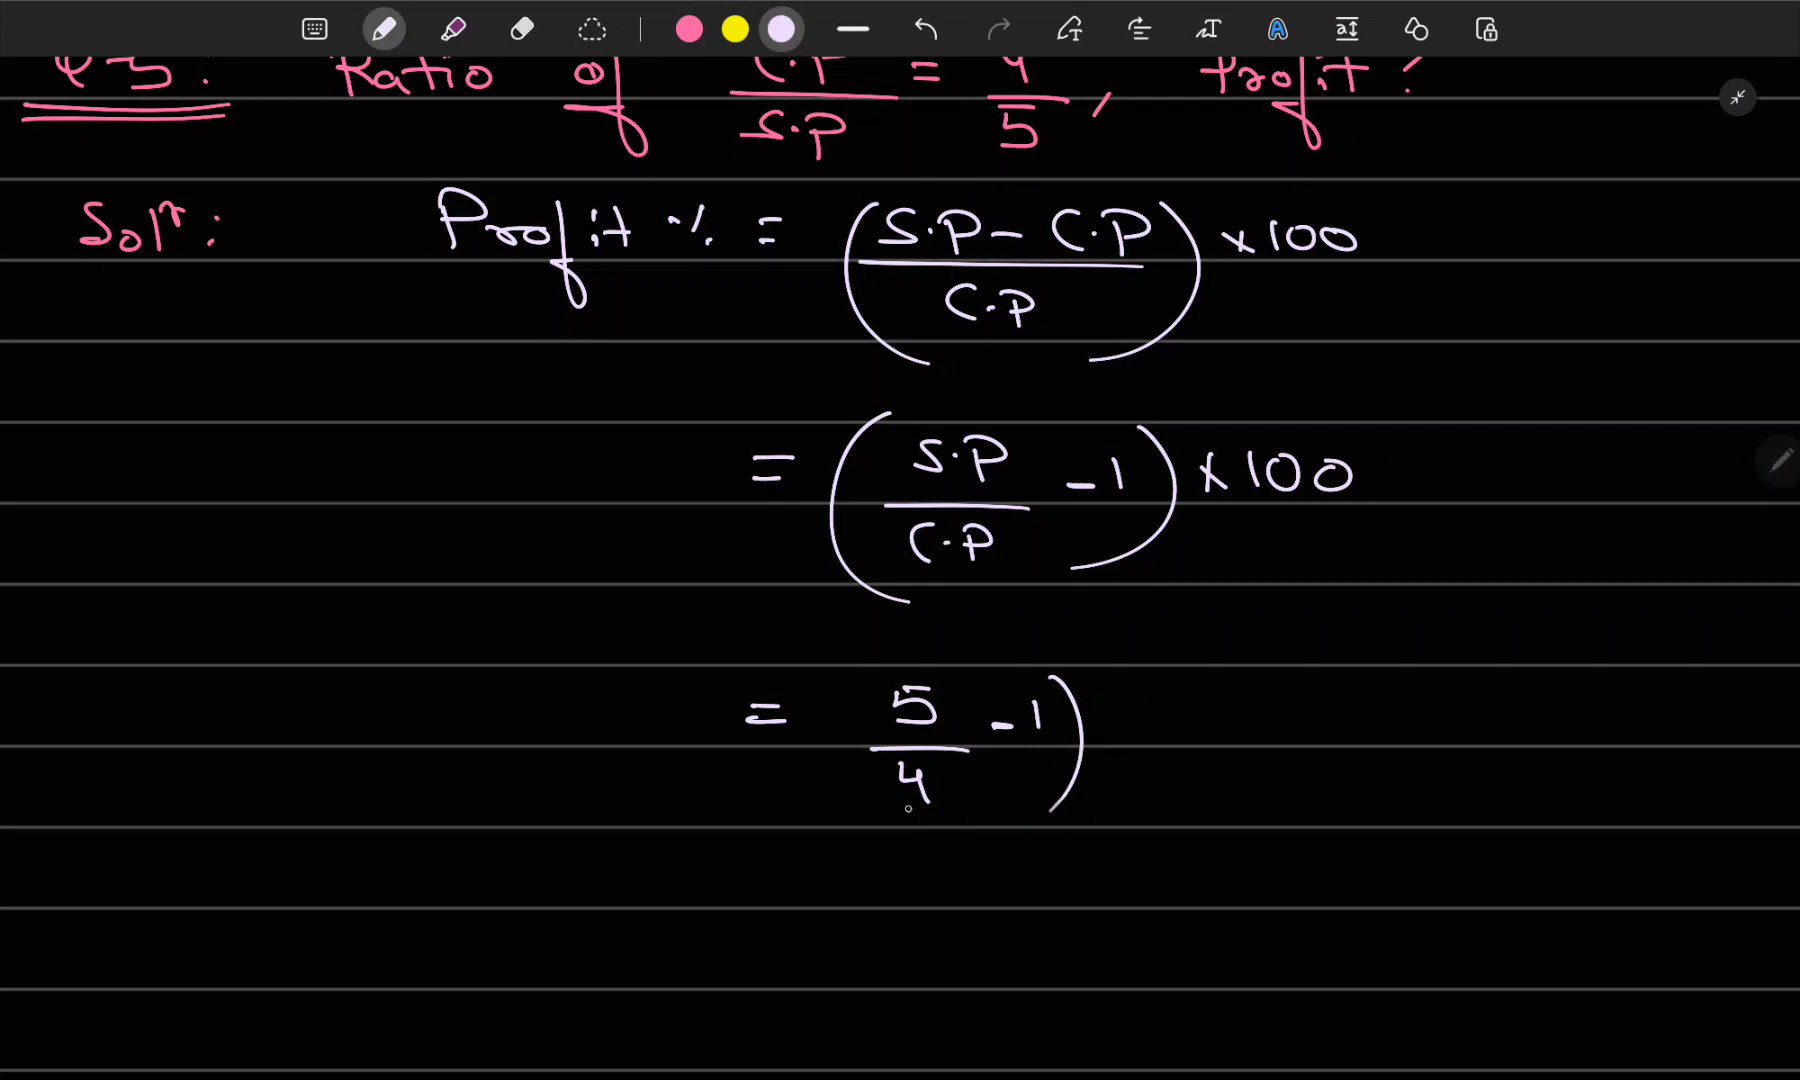 Ratio of C.P / S.P = 4/5, Profit?
Soln: Profit % = (S.P - C.P / C.P) × 100
= (S.P / C.P - 1) × 100
= 5/4 - 1)